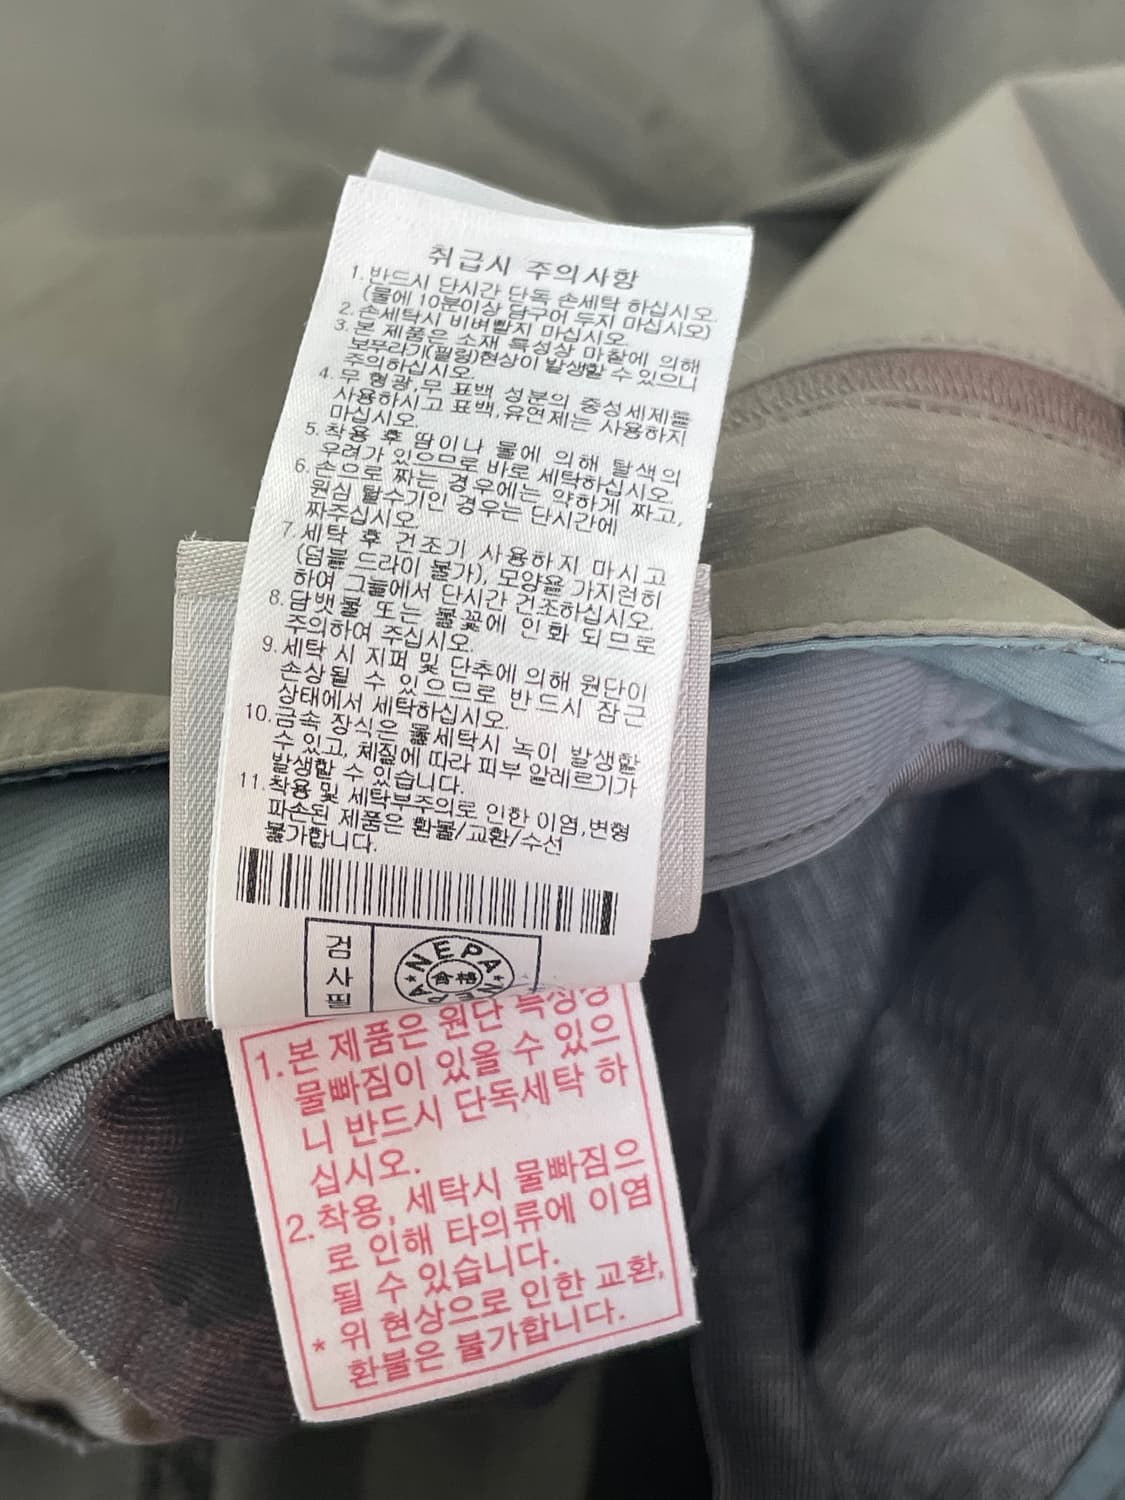 취급시 주의사항
1. 반드시 단시간 단독 손세탁 하십시오.
(물에 10분이상 담구어 두지 마십시오)
2. 손세탁시 비벼빨지 마십시오.
3. 본 제품은 소재 특성상 마찰에 의해
보무라기(필링)현상이 발생할 수 있으니
주의하십시오.
4. 무 형광,무 표백 성분의 중성세제를
사용하시고 표백,유연제는 사용하지
마십시오.
5. 착용 후 땀이나 물에 의해 탈색의
우려가 있으므로 바로 세탁하십시오.
6. 손으로 짜는 경우에는 약하게 짜고,
원심 탈수기인 경우는 단시간에
짜주십시오.
7. 세탁 후 건조기 사용하지 마시고
(덤블 드라이 불가), 모양을 가지런히
하여 그늘에서 단시간 건조하십시오.
8. 담뱃불 또는 불꽃에 인화 되므로
주의하여 주십시오.
9. 세탁 시 지퍼 및 단추에 의해 원단이
손상될 수 있으므로 반드시 잠근
상태에서 세탁하십시오.
10. 금속 장식은 물세탁시 녹이 발생할
수 있고, 체질에 따라 피부 알레르기가
발생할 수 있습니다.
11. 착용 및 세탁부주의로 인한 이염,변형
파손된 제품은 환불/교환/수선
불가합니다.
검사필
NEPA
合格
NEPA
1. 본 제품은 원단 특성상
물빠짐이 있을 수 있으
니 반드시 단독세탁 하
십시오.
2. 착용, 세탁시 물빠짐으
로 인해 타의류에 이염
될 수 있습니다.
* 위 현상으로 인한 교환,
환불은 불가합니다.